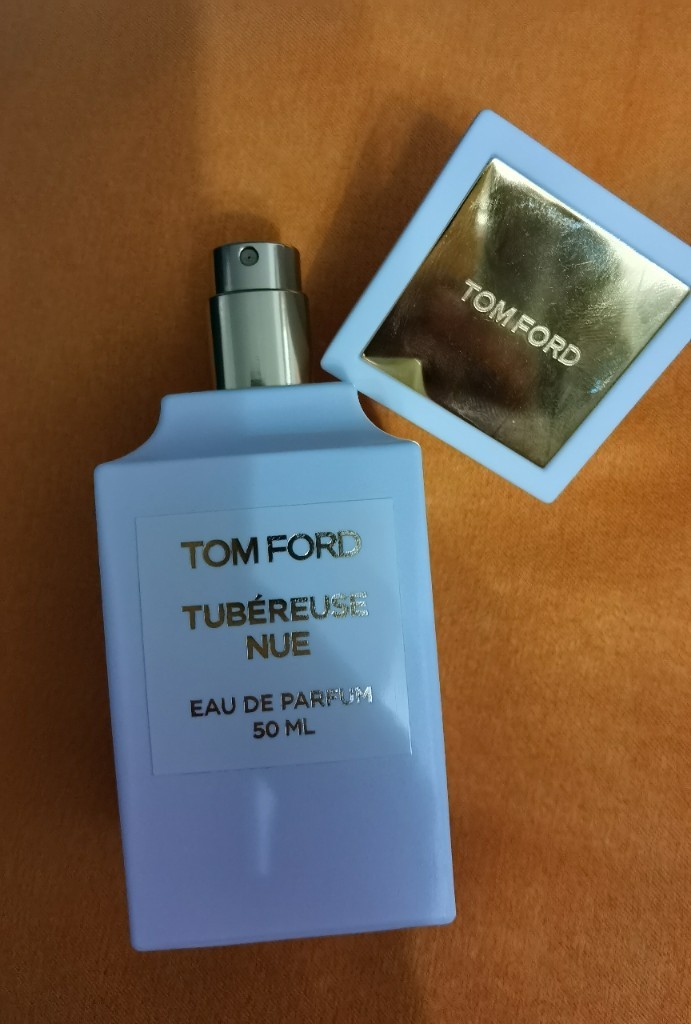 TOM FORD
TOM FORD
TUBÉREUSE
NUE
EAU DE PARFUM
50 ML